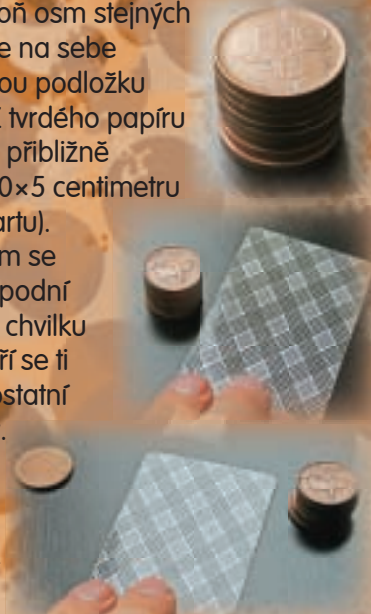 oň osm stejných
e na sebe
ou podložku
tvrdého papíru
přibližně
0×5 centimetru
artu).
m se
podní
chvilku
ří se ti
ostatní
.